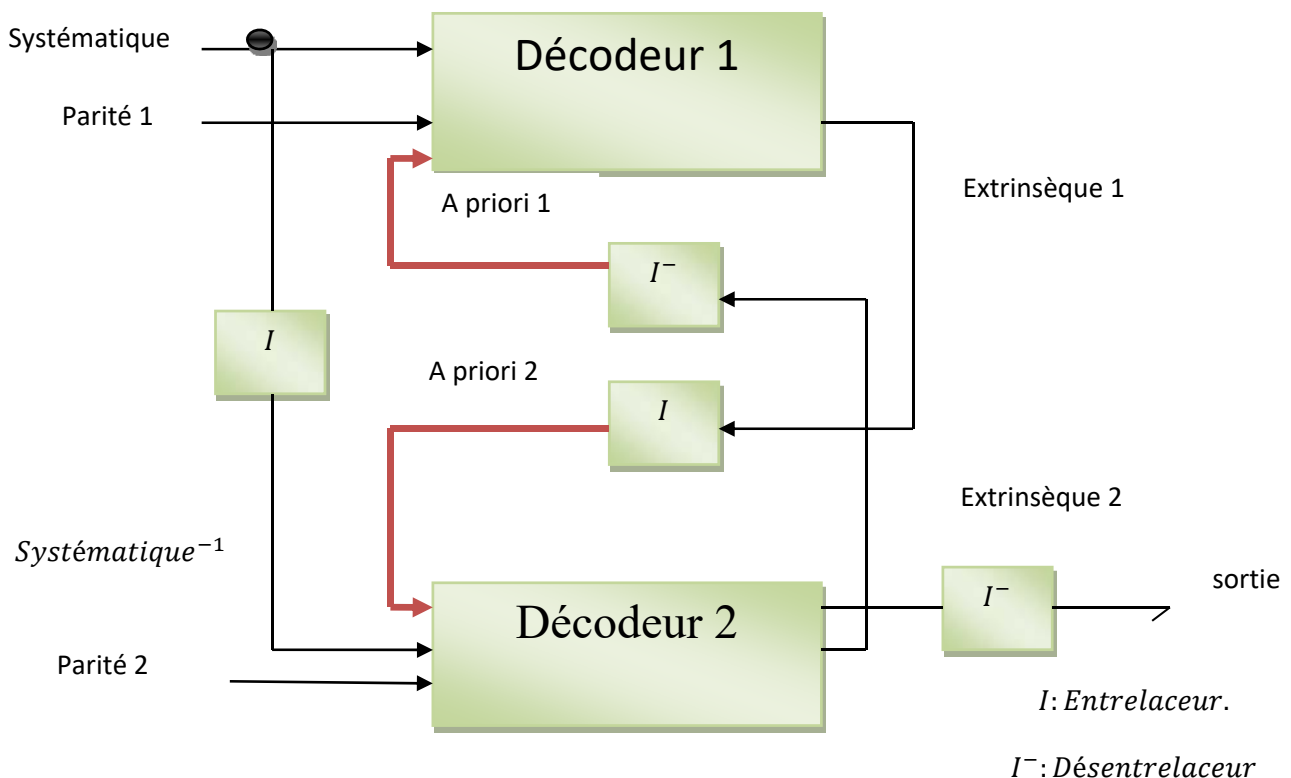 Systématique
Décodeur 1
Parité 1
Extrinsèque 1
A priori 1
I⁻
I
A priori 2
I
Extrinsèque 2
Systématique⁻¹
sortie
I⁻
Décodeur 2
Parité 2
I: Entrelaceur.
I⁻: Désentrelaceur